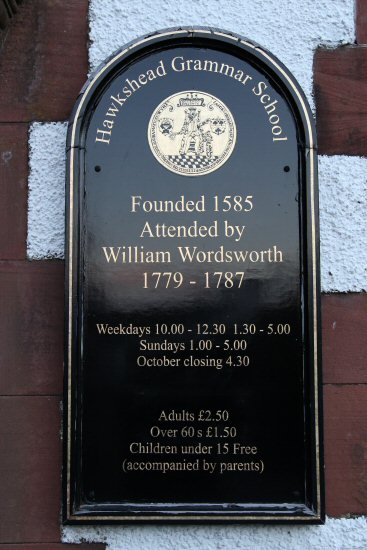 Hawkshead Grammar School
Founded 1585
Attended by
William Wordsworth
1779 - 1787
Weekdays 10.00 - 12.30 1.30 - 5.00
Sundays 1.00 - 5.00
October closing 4.30
Adults £2.50
Over 60 s £1.50
Children under 15 Free
(accompanied by parents)